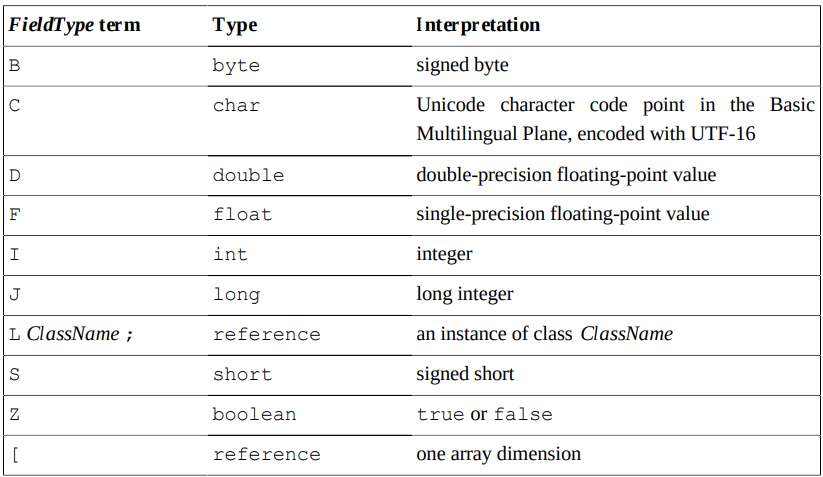 FieldType term Type Interpretation
B byte signed byte
C char Unicode character code point in the Basic
Multilingual Plane, encoded with UTF-16
D double double-precision floating-point value
F float single-precision floating-point value
I int integer
J long long integer
L ClassName ; reference an instance of class ClassName
S short signed short
Z boolean true or false
[ reference one array dimension